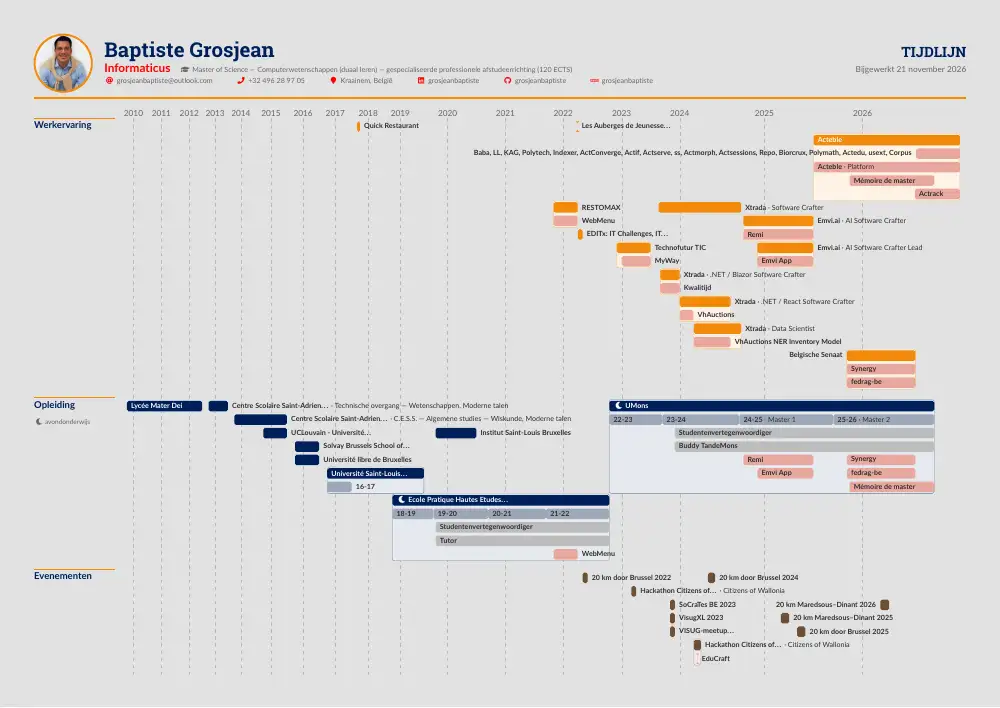 Baptiste Grosjean
TIJDLIJN
Informaticus Master of Science – Computerwetenschappen (duaal leren) – gespecialiseerde professionele afstudeerrichting (120 ECTS)
Bijgewerkt 21 november 2026
grosjeanbaptiste@outlook.com +32 496 28 97 05 Kraainem, België grosjeanbaptiste grosjeanbaptiste grosjeanbaptiste
2010 2011 2012 2013 2014 2015 2016 2017 2018 2019 2020 2021 2022 2023 2024 2025 2026
Werkervaring
Quick Restaurant
Les Auberges de Jeunesse...
Acteble
Baba, LL, KAG, Polytech, Indexer, ActConverge, Actif, Actserve, ss, Actmorph, Actsessions, Repo, Biorcrux, Polymath, Actedu, usext, Corpus
Acteble · Platform
Mémoire de master
Actrack
RESTOMAX
Xtrada · Software Crafter
WebMenu
Emvi.ai · AI Software Crafter
EDITx: IT Challenges, IT...
Remi
Technofutur TIC
Emvi.ai · AI Software Crafter Lead
MyWay
Emvi App
Xtrada · .NET / Blazor Software Crafter
Kwalitijd
Xtrada · .NET / React Software Crafter
VhAuctions
Xtrada · Data Scientist
VhAuctions NER Inventory Model
Belgische Senaat
Synergy
fedrag-be
Opleiding
avondonderwijs
Lycée Mater Dei
Centre Scolaire Saint-Adrien... · Technische overgang – Wetenschappen, Moderne talen
UMons
Centre Scolaire Saint-Adrien... · C.E.S.S. – Algemene studies – Wiskunde, Moderne talen
22-23 23-24 24-25 · Master 1 25-26 · Master 2
UCLouvain - Université...
Institut Saint-Louis Bruxelles
Studentenvertegenwoordiger
Solvay Brussels School of...
Buddy TandeMons
Université libre de Bruxelles
Remi
Synergy
Université Saint-Louis...
Emvi App
fedrag-be
16-17
Mémoire de master
Ecole Pratique Hautes Etudes...
18-19 19-20 20-21 21-22
Studentenvertegenwoordiger
Tutor
WebMenu
Evenementen
20 km door Brussel 2022
20 km door Brussel 2024
Hackathon Citizens of... · Citizens of Wallonia
SoCraTes BE 2023
20 km Maredsous–Dinant 2026
VisugXL 2023
20 km Maredsous–Dinant 2025
VISUG-meetup...
20 km door Brussel 2025
Hackathon Citizens of... · Citizens of Wallonia
EduCraft